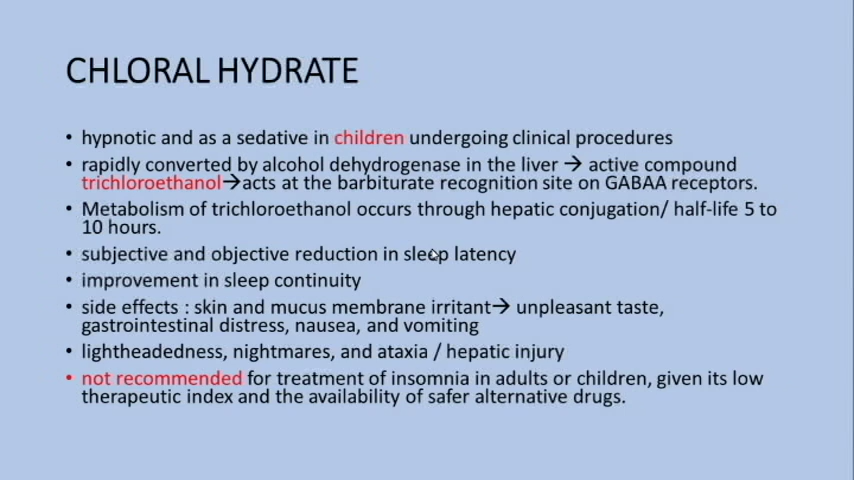 CHLORAL HYDRATE
• hypnotic and as a sedative in children undergoing clinical procedures
• rapidly converted by alcohol dehydrogenase in the liver → active compound
trichloroethanol→acts at the barbiturate recognition site on GABAA receptors.
• Metabolism of trichloroethanol occurs through hepatic conjugation/ half-life 5 to
10 hours.
• subjective and objective reduction in sleep latency
• improvement in sleep continuity
• side effects : skin and mucus membrane irritant→ unpleasant taste,
gastrointestinal distress, nausea, and vomiting
• lightheadedness, nightmares, and ataxia / hepatic injury
• not recommended for treatment of insomnia in adults or children, given its low
therapeutic index and the availability of safer alternative drugs.